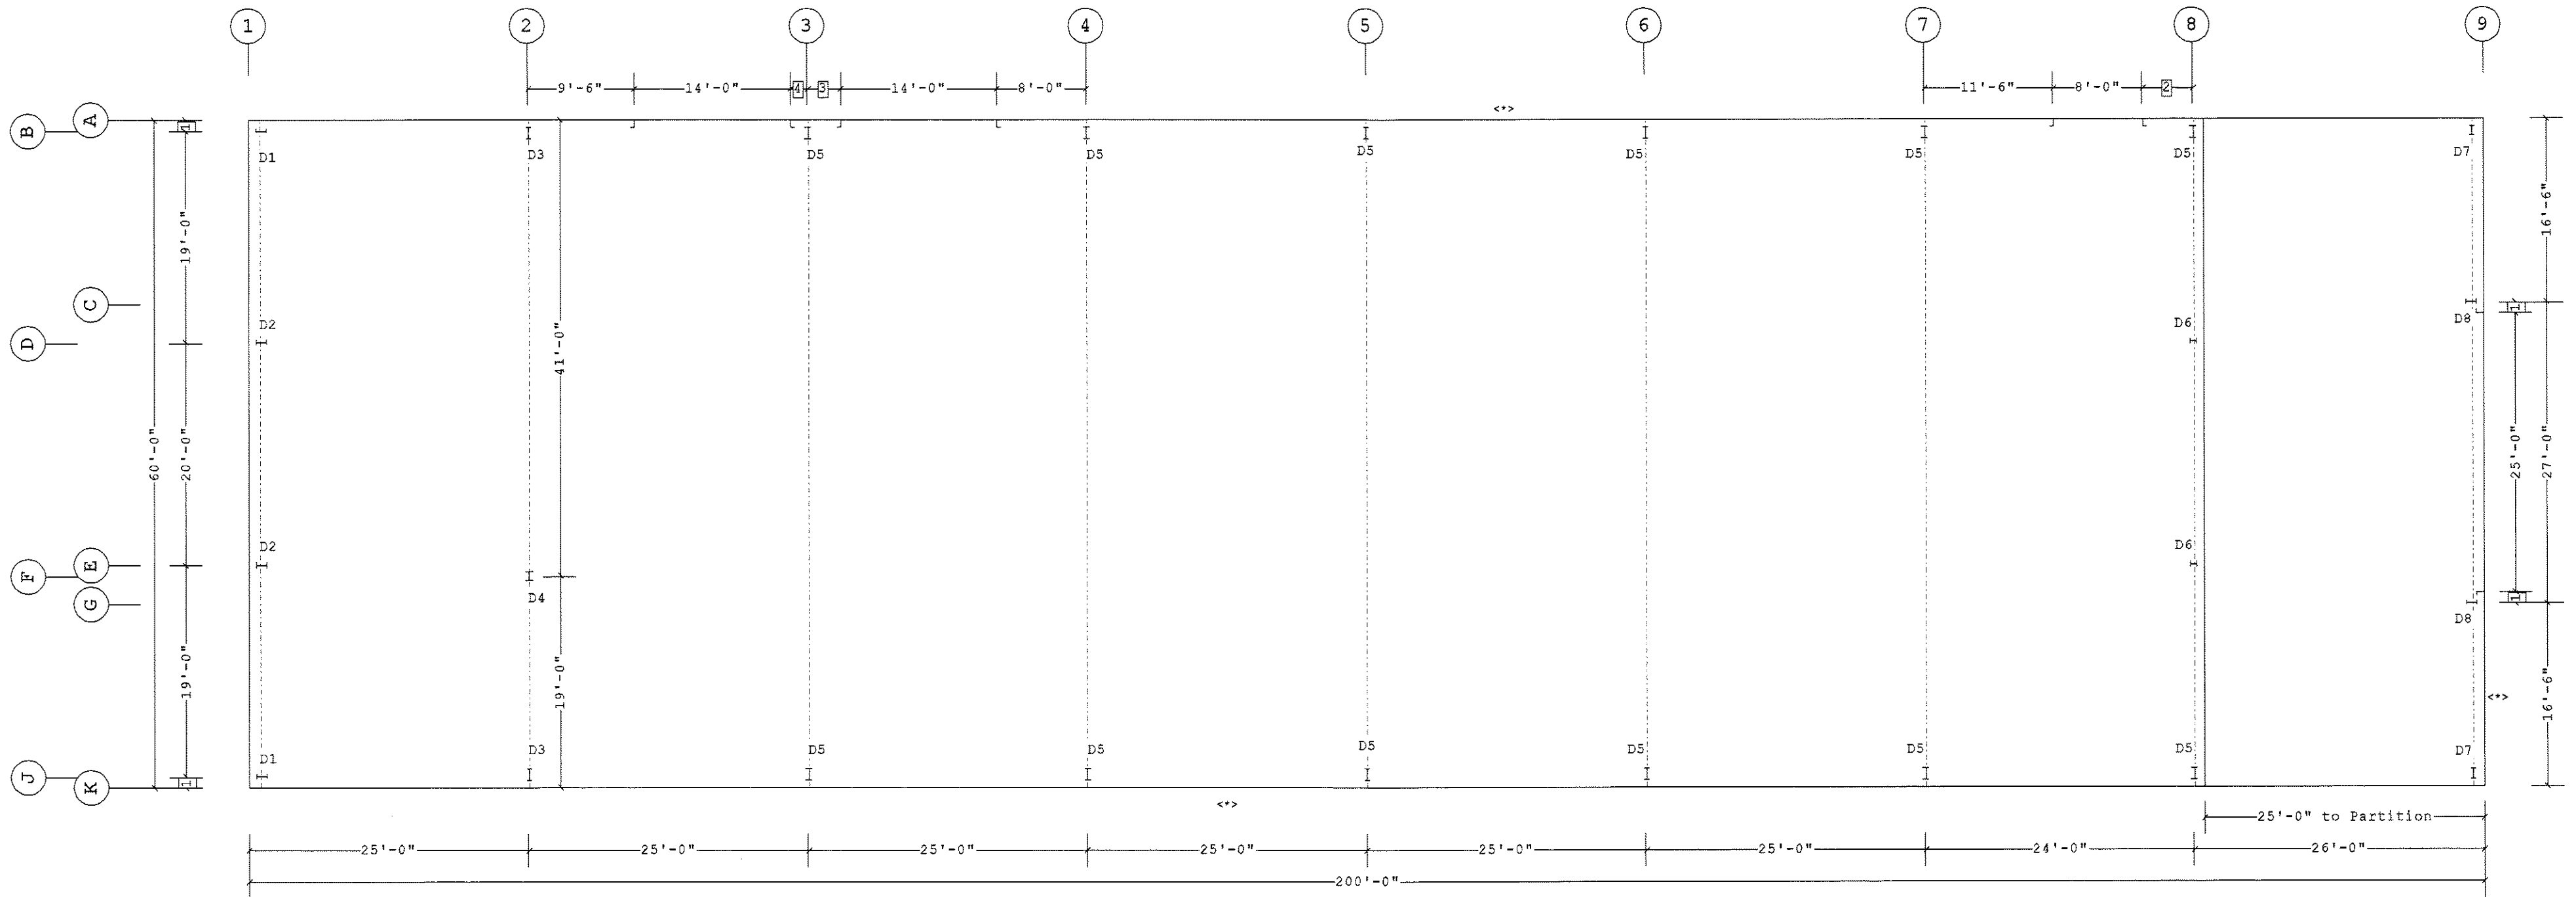 1 2 3 4 5 6 7 8 9
9'-6" 14'-0" 4 3 14'-0" 8'-0" 11'-6" 8'-0" 2
<*>
A
B
1
1
D1 D3 D5 D5 D5 D5 D5 D5 D7
19'-0"
16'-6"
C
D
41'-0"
D2 D6 D8
60'-0"
20'-0"
25'-0"
27'-0"
D2 D6
E
F
G
D4
1
D8
19'-0"
19'-0"
<*>
16'-6"
D1 D3 D5 D5 D5 D5 D5 D5 D7
J
K
1
<*>
25'-0" to Partition
25'-0" 25'-0" 25'-0" 25'-0" 25'-0" 25'-0" 24'-0" 26'-0"
200'-0"